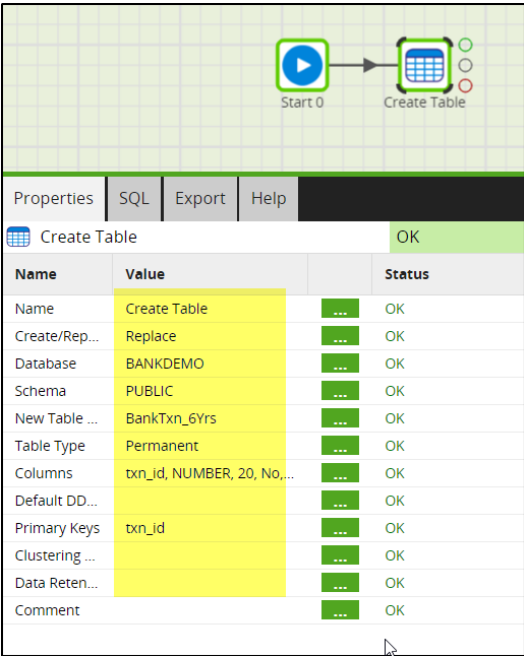 Start 0 Create Table
Properties SQL Export Help
Create Table OK
Name Value Status
Name Create Table ... OK
Create/Rep... Replace ... OK
Database BANKDEMO ... OK
Schema PUBLIC ... OK
New Table ... BankTxn_6Yrs ... OK
Table Type Permanent ... OK
Columns txn_id, NUMBER, 20, No,... ... OK
Default DD... ... OK
Primary Keys txn_id ... OK
Clustering ... ... OK
Data Reten... ... OK
Comment ... OK